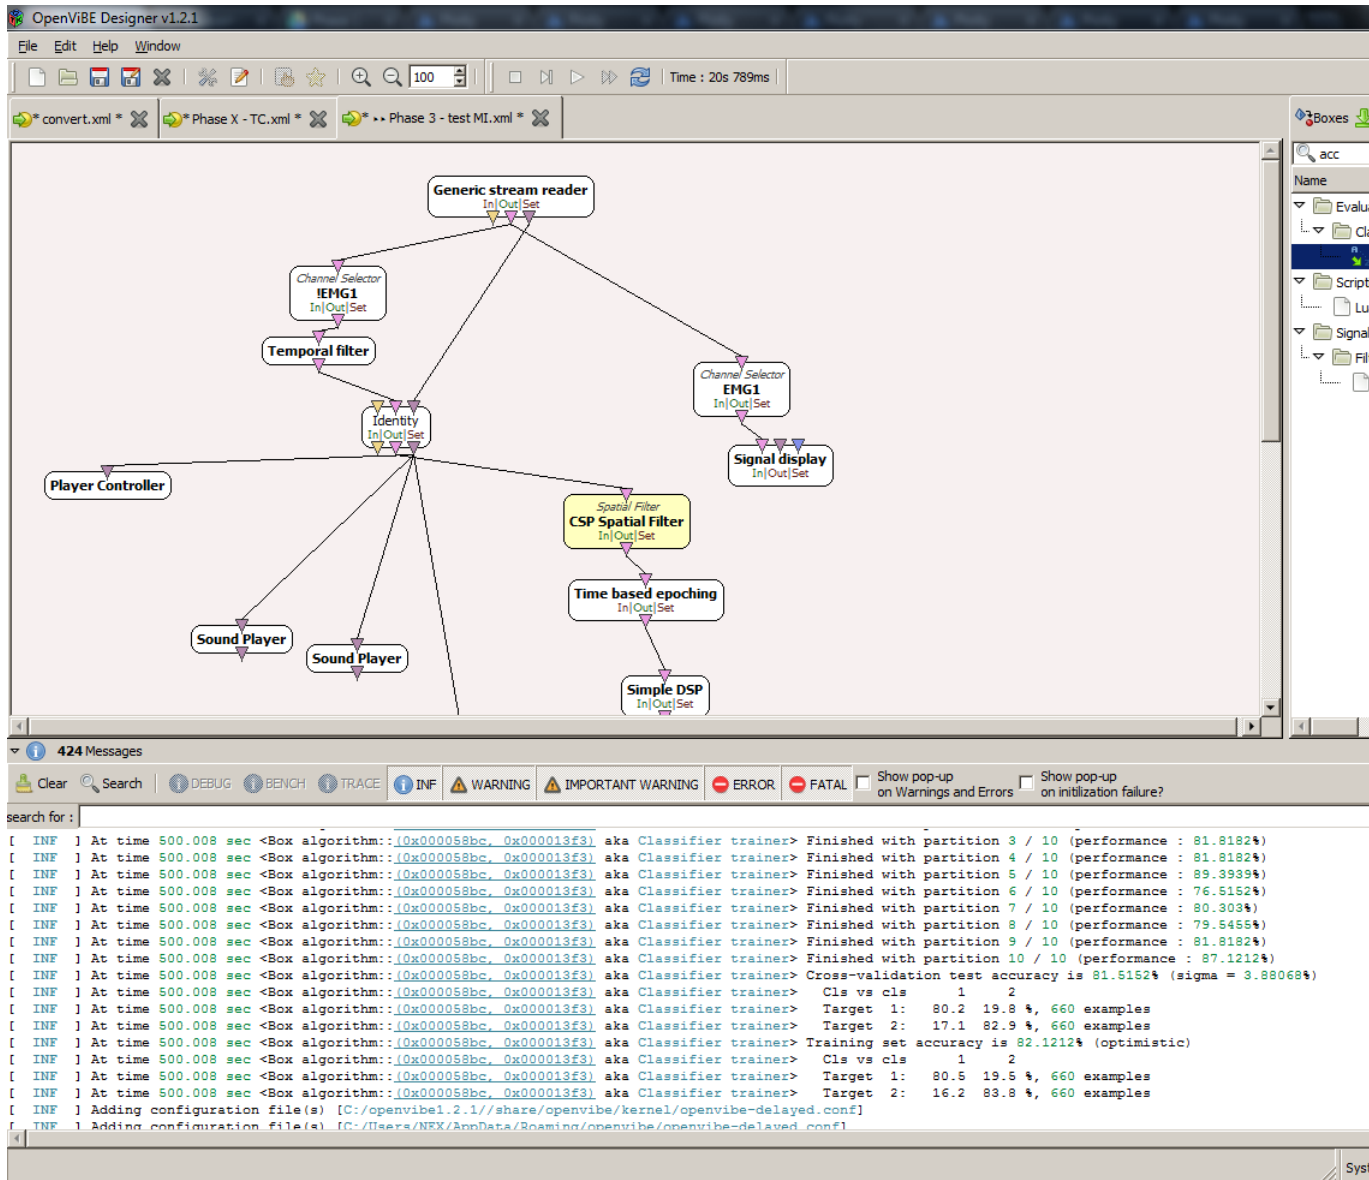 OpenViBE Designer v1.2.1
File Edit Help Window
100 Time : 20s 789ms
* convert.xml * * Phase X - TC.xml * * ▸▸ Phase 3 - test MI.xml *
Boxes
acc
Name
Evalua
Cla
Script
Lu
Signal
Fil
Generic stream reader
In|Out|Set
Channel Selector
!EMG1
In|Out|Set
Temporal filter
Channel Selector
EMG1
In|Out|Set
Identity
In|Out|Set
Signal display
In|Out|Set
Player Controller
Spatial Filter
CSP Spatial Filter
In|Out|Set
Time based epoching
In|Out|Set
Sound Player
Sound Player
Simple DSP
In|Out|Set
424 Messages
Clear Search DEBUG BENCH TRACE INF WARNING IMPORTANT WARNING ERROR FATAL Show pop-up on Warnings and Errors Show pop-up on initilization failure?
search for :
[ INF ] At time 500.008 sec <Box algorithm::(0x000058bc, 0x000013f3) aka Classifier trainer> Finished with partition 3 / 10 (performance : 81.8182%)
[ INF ] At time 500.008 sec <Box algorithm::(0x000058bc, 0x000013f3) aka Classifier trainer> Finished with partition 4 / 10 (performance : 81.8182%)
[ INF ] At time 500.008 sec <Box algorithm::(0x000058bc, 0x000013f3) aka Classifier trainer> Finished with partition 5 / 10 (performance : 89.3939%)
[ INF ] At time 500.008 sec <Box algorithm::(0x000058bc, 0x000013f3) aka Classifier trainer> Finished with partition 6 / 10 (performance : 76.5152%)
[ INF ] At time 500.008 sec <Box algorithm::(0x000058bc, 0x000013f3) aka Classifier trainer> Finished with partition 7 / 10 (performance : 80.303%)
[ INF ] At time 500.008 sec <Box algorithm::(0x000058bc, 0x000013f3) aka Classifier trainer> Finished with partition 8 / 10 (performance : 79.5455%)
[ INF ] At time 500.008 sec <Box algorithm::(0x000058bc, 0x000013f3) aka Classifier trainer> Finished with partition 9 / 10 (performance : 81.8182%)
[ INF ] At time 500.008 sec <Box algorithm::(0x000058bc, 0x000013f3) aka Classifier trainer> Finished with partition 10 / 10 (performance : 87.1212%)
[ INF ] At time 500.008 sec <Box algorithm::(0x000058bc, 0x000013f3) aka Classifier trainer> Cross-validation test accuracy is 81.5152% (sigma = 3.88068%)
[ INF ] At time 500.008 sec <Box algorithm::(0x000058bc, 0x000013f3) aka Classifier trainer> Cls vs cls 1 2
[ INF ] At time 500.008 sec <Box algorithm::(0x000058bc, 0x000013f3) aka Classifier trainer> Target 1: 80.2 19.8 %, 660 examples
[ INF ] At time 500.008 sec <Box algorithm::(0x000058bc, 0x000013f3) aka Classifier trainer> Target 2: 17.1 82.9 %, 660 examples
[ INF ] At time 500.008 sec <Box algorithm::(0x000058bc, 0x000013f3) aka Classifier trainer> Training set accuracy is 82.1212% (optimistic)
[ INF ] At time 500.008 sec <Box algorithm::(0x000058bc, 0x000013f3) aka Classifier trainer> Cls vs cls 1 2
[ INF ] At time 500.008 sec <Box algorithm::(0x000058bc, 0x000013f3) aka Classifier trainer> Target 1: 80.5 19.5 %, 660 examples
[ INF ] At time 500.008 sec <Box algorithm::(0x000058bc, 0x000013f3) aka Classifier trainer> Target 2: 16.2 83.8 %, 660 examples
[ INF ] Adding configuration file(s) [C:/openvibe1.2.1//share/openvibe/kernel/openvibe-delayed.conf]
[ INF ] Adding configuration file(s) [C:/Users/NEX/AppData/Roaming/openvibe/openvibe-delayed.conf]
Syst